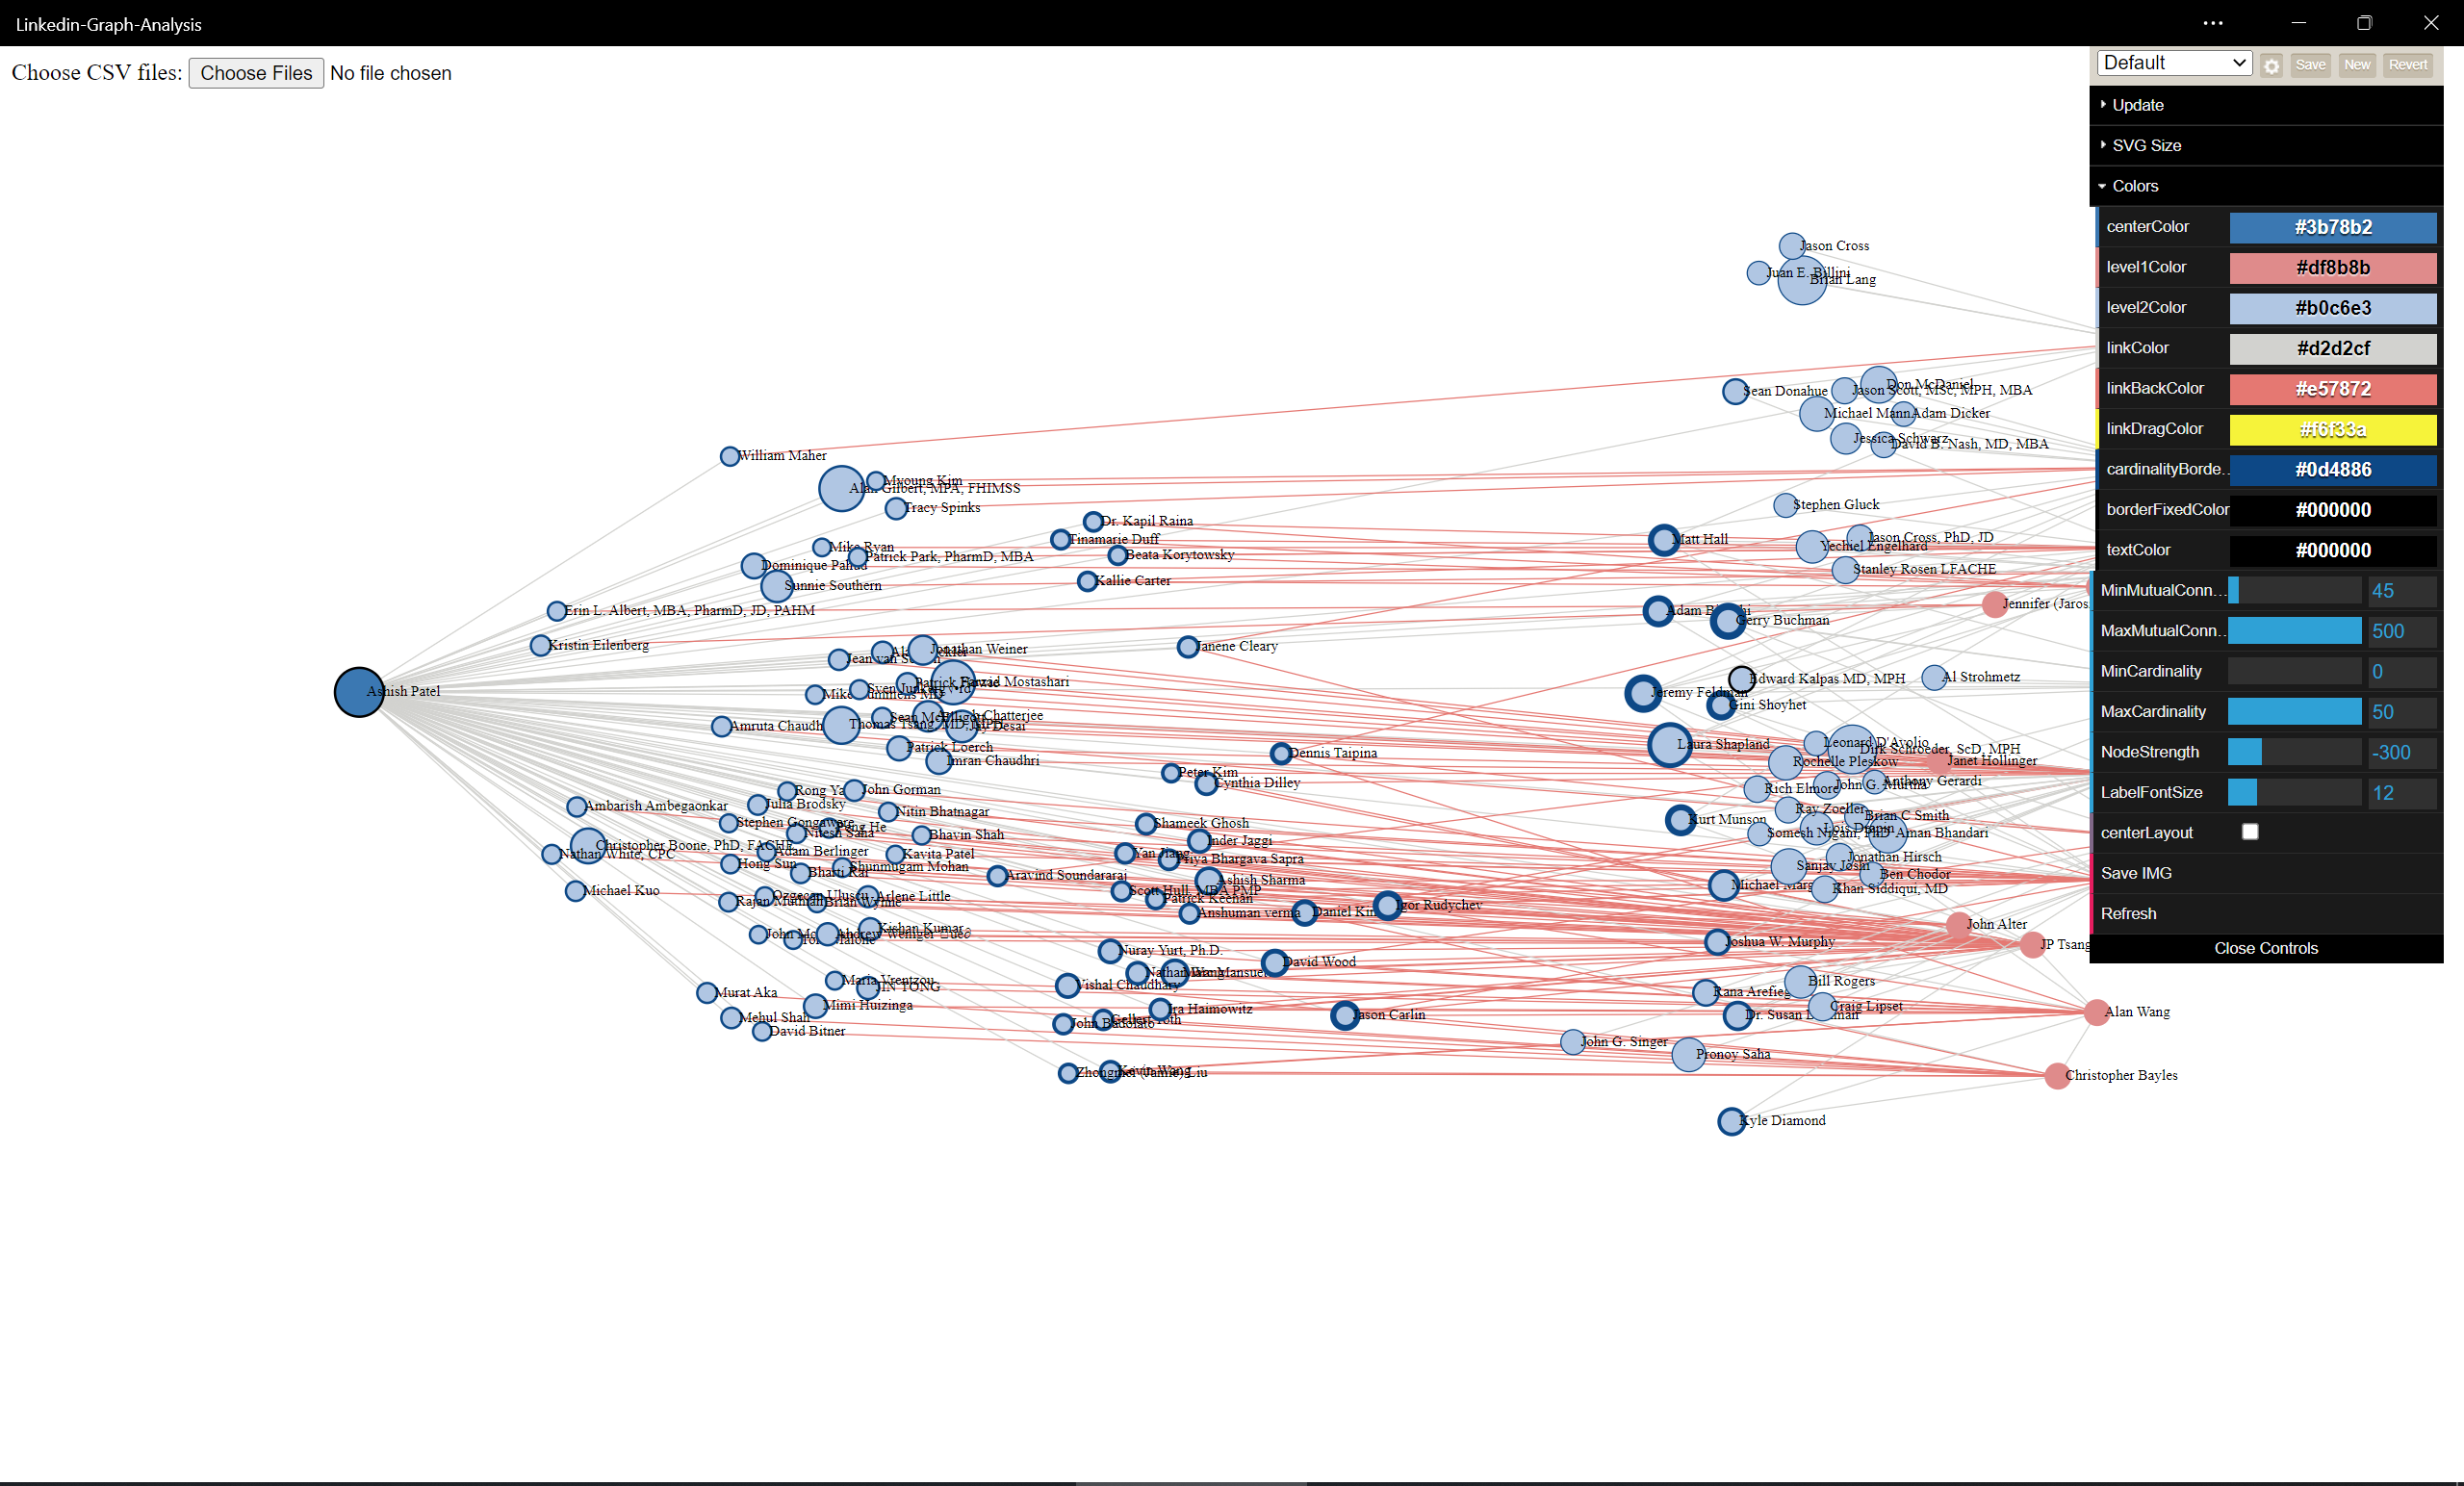 Linkedin-Graph-Analysis
Choose CSV files: Choose Files No file chosen
Default Save New Revert
Update
SVG Size
Colors
centerColor #3b78b2
level1Color #df8b8b
level2Color #b0c6e3
linkColor #d2d2cf
linkBackColor #e57872
linkDragColor #f6f33a
cardinalityBorde... #0d4886
borderFixedColor #000000
textColor #000000
MinMutualConn... 45
MaxMutualConn... 500
MinCardinality 0
MaxCardinality 50
NodeStrength -300
LabelFontSize 12
centerLayout
Save IMG
Refresh
Close Controls
Jason Cross
Juan E. Billini
Brian Lang
Sean Donahue
Don McDaniel
Jason Scott, MSc, MPH, MBA
Michael Mann
Adam Dicker
Jessica Schwarz
David B. Nash, MD, MBA
William Maher
Myoung Kim
Alan Gilbert, MPA, FHIMSS
Tracy Spinks
Stephen Gluck
Dr. Kapil Raina
Tinamarie Duff
Beata Korytowsky
Matt Hall
Jason Cross, PhD, JD
Yechiel Engelhard
Stanley Rosen LFACHE
Mike Ryan
Patrick Park, PharmD, MBA
Dominique
Sunnie Southern
Kallie Carter
Erin L. Albert, MBA, PharmD, JD, PAHM
Adam
Gerry Buchman
Jennifer (Jaros
Kristin Eilenberg
Jonathan Weiner
Jean van
Janene Cleary
Ashish Patel
Farzad Mostashari
Edward Kalpas MD, MPH
Al Strohmetz
Jeremy Feldman
Gini Shoyhet
Amruta Chaudh
Thomas Tsang, MD, MPH
Chatterjee
Jay Desai
Patrick Loerch
Imran Chaudhri
Dennis Taipina
Laura Shapland
Leonard D'Avolio
Dirk Schroeder, ScD, MPH
Rochelle Pleskow
Janet Hollinger
Peter Kim
Cynthia Dilley
Rich Elmore
John G.
Anthony Gerardi
Rong
John Gorman
Ambarish Ambegaonkar
Julia Brodsky
Nitin Bhatnagar
Ray Zoeller
Brian C Smith
Stephen Gongaware
Nitesh Saha
He
Bhavin Shah
Shameek Ghosh
Kurt Munson
Somesh Nigam, PhD
Aman Bhandari
Inder Jaggi
Christopher Boone, PhD, FACHE
Nathan White, CPC
Adam Berlinger
Kavita Patel
Yan Jiang
Priya Bhargava Sapra
Jonathan Hirsch
Hong Sun
Bharti Rai
Shunmugam Mohan
Aravind Soundararaj
Ashish Sharma
Sanjay Joshi
Ben Chodor
Michael Kuo
Scott Hull, MBA PMP
Patrick Keenan
Michael
Khan Siddiqui, MD
Arlene Little
Rajan
Brian Wynne
Anshuman verma
Daniel
Igor Rudychev
John Alter
Kishan Kumar
Joshua W. Murphy
JP Tsang
Nuray Yurt, Ph.D.
David Wood
Maria Vrentzou
JIN TONG
Vishal Chaudhary
Bill Rogers
Murat Aka
Mimi Huizinga
Ira Haimowitz
Rana
Craig Lipset
Mehul Shah
John Badolato
Jason Carlin
Dr. Susan
Alan Wang
David Bitner
John G. Singer
Pronoy Saha
Kevin Wang
Christopher Bayles
Kyle Diamond